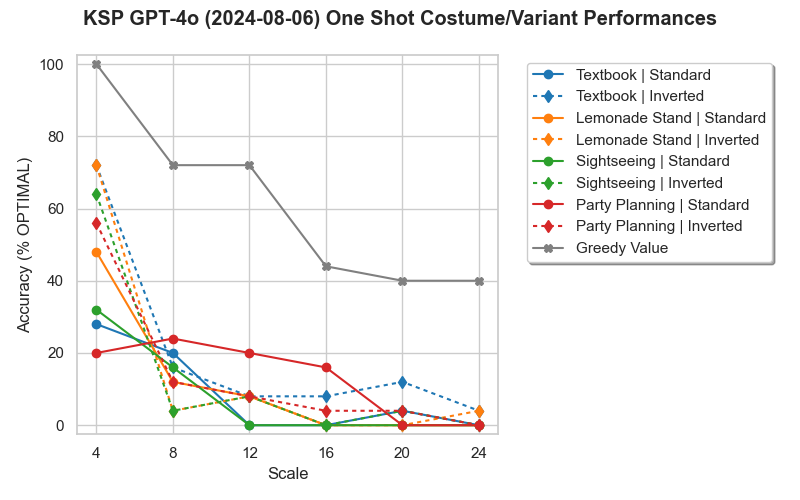 KSP GPT-4o (2024-08-06) One Shot Costume/Variant Performances
Accuracy (% OPTIMAL)
100
80
60
40
20
0
4 8 12 16 20 24
Scale
Textbook | Standard
Textbook | Inverted
Lemonade Stand | Standard
Lemonade Stand | Inverted
Sightseeing | Standard
Sightseeing | Inverted
Party Planning | Standard
Party Planning | Inverted
Greedy Value